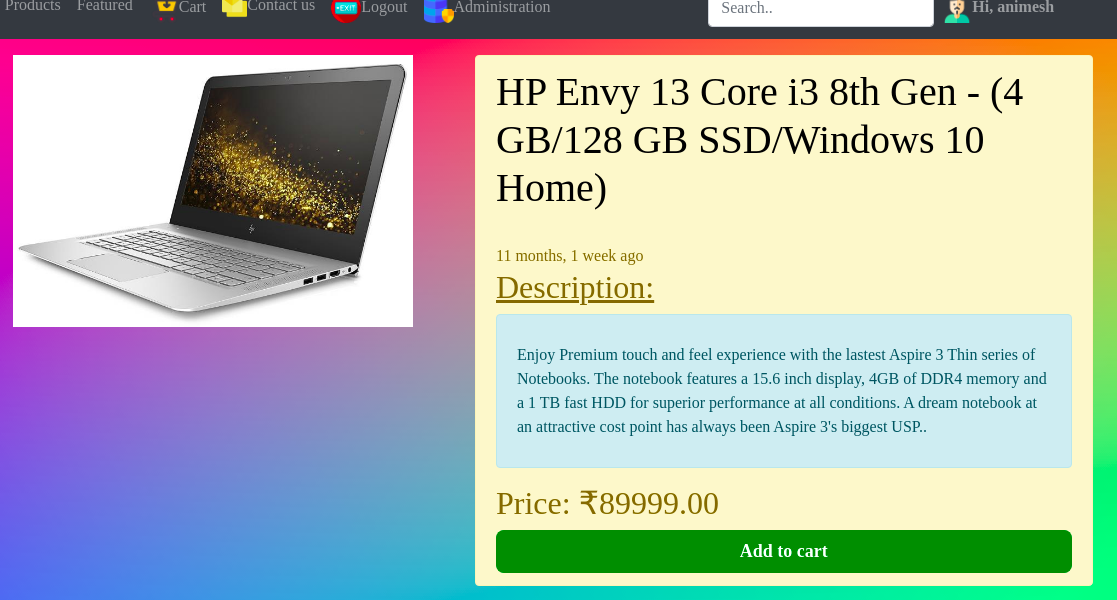 Products Featured Cart Contact us EXIT Logout Administration Search.. Hi, animesh
HP Envy 13 Core i3 8th Gen - (4
GB/128 GB SSD/Windows 10
Home)
11 months, 1 week ago
Description:
Enjoy Premium touch and feel experience with the lastest Aspire 3 Thin series of
Notebooks. The notebook features a 15.6 inch display, 4GB of DDR4 memory and
a 1 TB fast HDD for superior performance at all conditions. A dream notebook at
an attractive cost point has always been Aspire 3's biggest USP..
Price: ₹89999.00
Add to cart